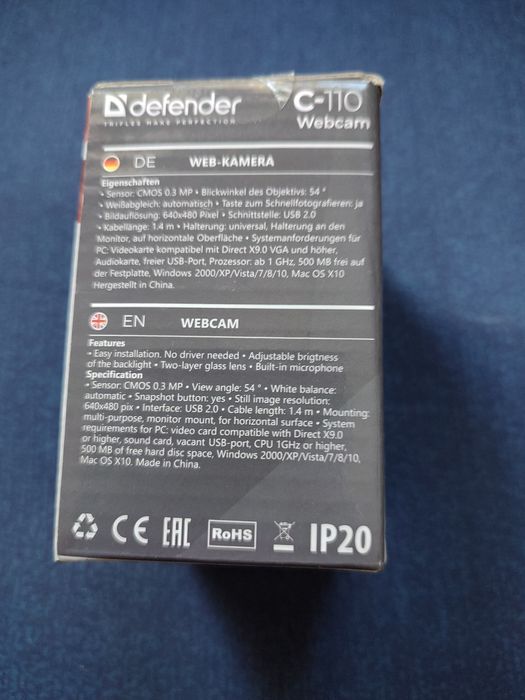 defender
TRIFLES MAKE PERFECTION
C-110
Webcam
DE WEB-KAMERA
Eigenschaften
• Sensor: CMOS 0.3 MP • Blickwinkel des Objektivs: 54 °
• Weißabgleich: automatisch • Taste zum Schnellfotografieren: ja
• Bildauflösung: 640x480 Pixel • Schnittstelle: USB 2.0
• Kabellänge: 1.4 m • Halterung: universal, Halterung an den
Monitor, auf horizontale Oberfläche • Systemanforderungen für
PC: Videokarte kompatibel mit Direct X9.0 VGA und höher,
Audiokarte, freier USB-Port, Prozessor: ab 1 GHz, 500 MB frei auf
der Festplatte, Windows 2000/XP/Vista/7/8/10, Mac OS X10
Hergestellt in China.
EN WEBCAM
Features
• Easy installation. No driver needed • Adjustable brigtness
of the backlight • Two-layer glass lens • Built-in microphone
Specification
• Sensor: CMOS 0.3 MP • View angle: 54 ° • White balance:
automatic • Snapshot button: yes • Still image resolution:
640x480 pix • Interface: USB 2.0 • Cable length: 1.4 m • Mounting:
multi-purpose, monitor mount, for horizontal surface • System
requirements for PC: video card compatible with Direct X9.0
or higher, sound card, vacant USB-port, CPU 1GHz or higher,
500 MB of free hard disc space, Windows 2000/XP/Vista/7/8/10,
Mac OS X10. Made in China.
CE EAC RoHS IP20